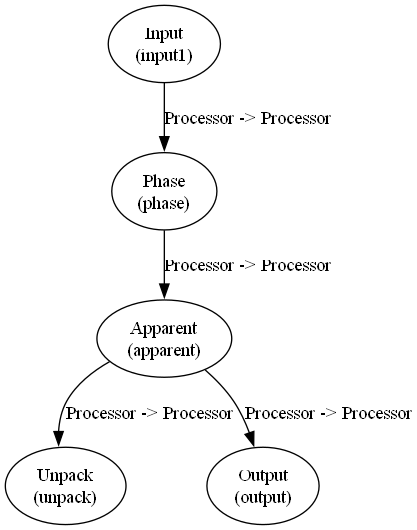 Input
(input1)
Processor -> Processor
Phase
(phase)
Processor -> Processor
Apparent
(apparent)
Processor -> Processor
Processor -> Processor
Unpack
(unpack)
Output
(output)